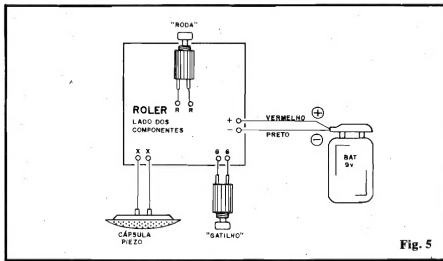 "RODA"
R R
ROLER
LADO DOS
COMPONENTES
+
VERMELHO
+
−
PRETO
−
BAT
9v
X X
G G
CÁPSULA
PIEZO
"GATILHO"
Fig. 5